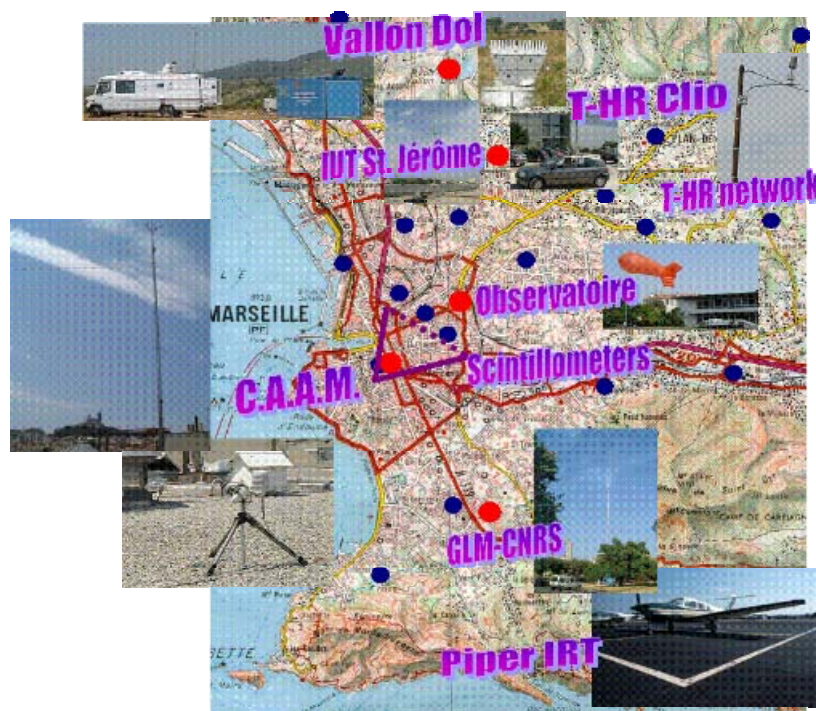 Vallon Dol
T-HR Clio
IUT St. Jérôme
T-HR network
MARSEILLE
Observatoire
Scintillometers
C.A.A.M.
GLM-CNRS
Piper IRT